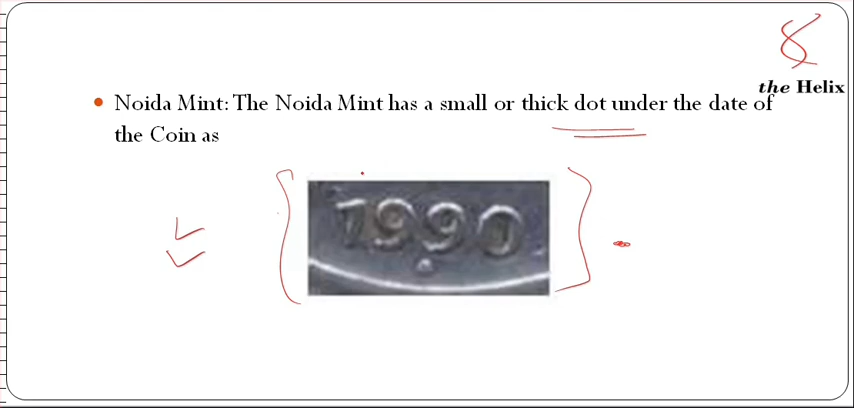 the Helix
• Noida Mint: The Noida Mint has a small or thick dot under the date of
the Coin as
1990